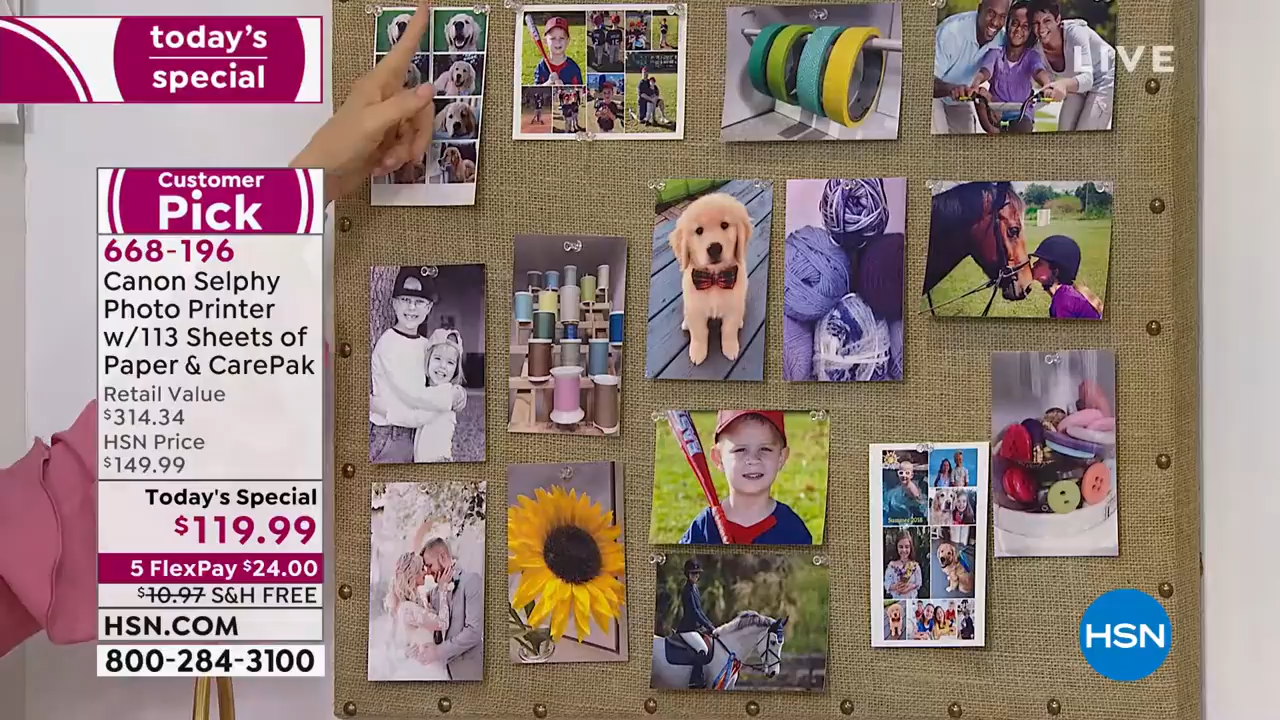 today's
special
LIVE
Customer
Pick
668-196
Canon Selphy
Photo Printer
w/113 Sheets of
Paper & CarePak
Retail Value
$314.34
HSN Price
$149.99
Today's Special
$119.99
5 FlexPay $24.00
$10.97 S&H FREE
HSN.COM
800-284-3100
Summer 2018
HSN